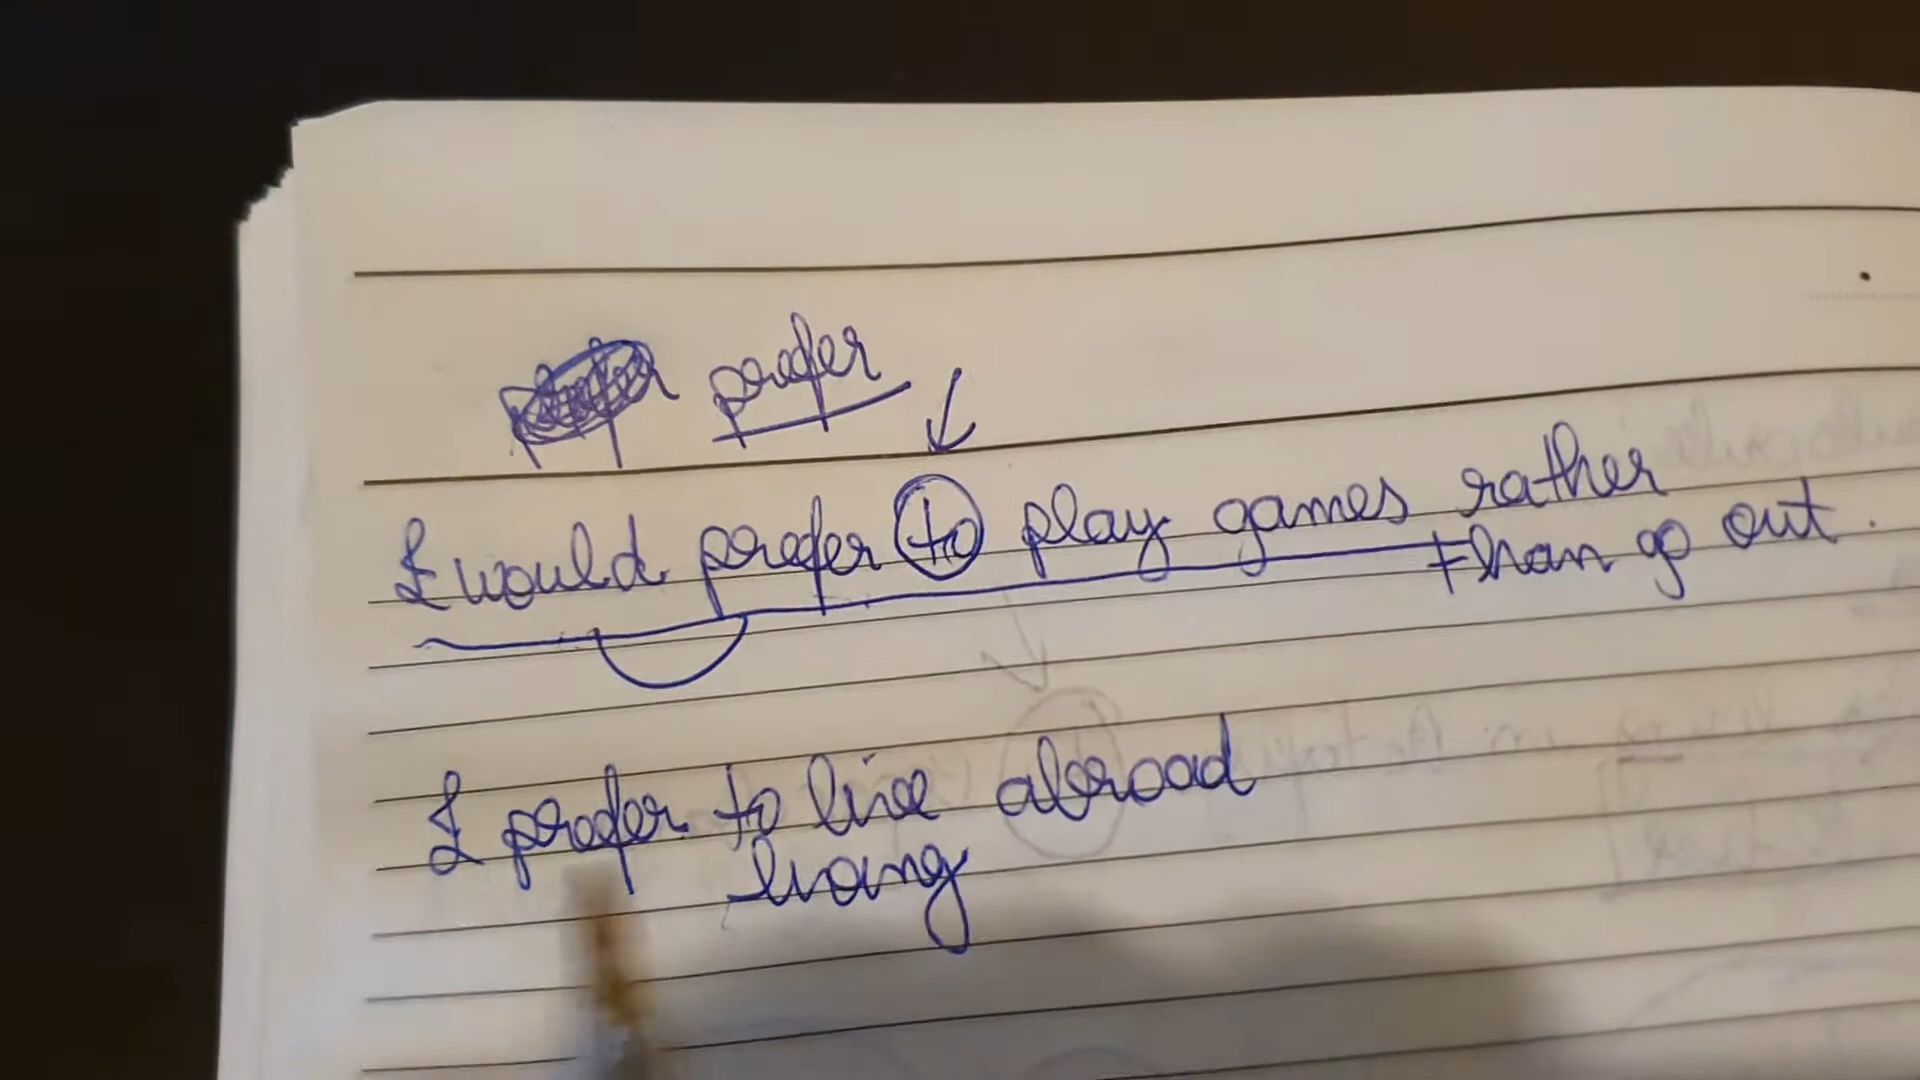 prefer
I would prefer to play games rather
than go out.
I prefer to live abroad
living